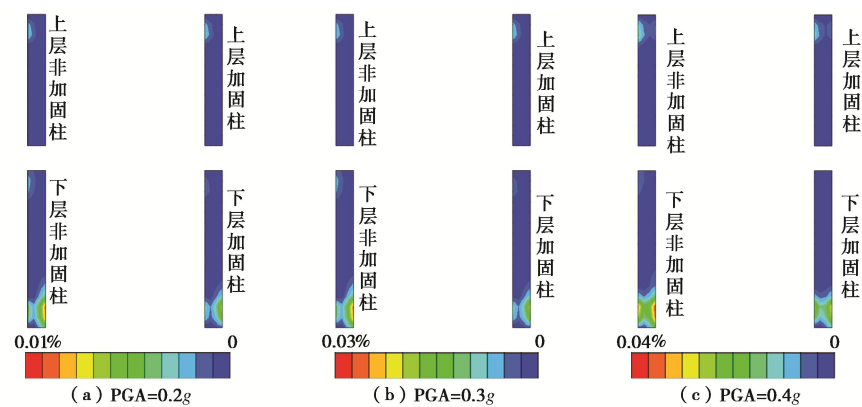 上层非加固柱
上层加固柱
下层非加固柱
下层加固柱
0.01%
0
(a) PGA=0.2g
上层非加固柱
上层加固柱
下层非加固柱
下层加固柱
0.03%
0
(b) PGA=0.3g
上层非加固柱
上层加固柱
下层非加固柱
下层加固柱
0.04%
0
(c) PGA=0.4g